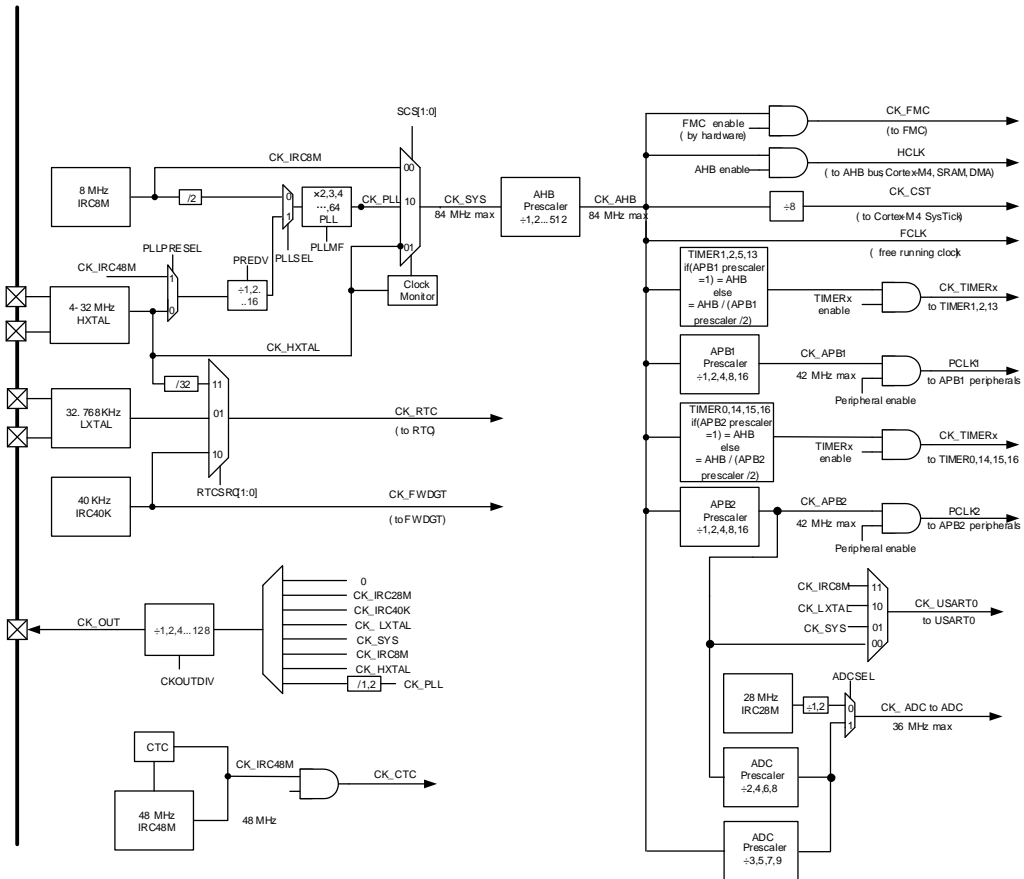 SCS[1:0]
CK_IRC8M
8 MHz
IRC8M
/2
0
1
PLLSEL
×2,3,4
…,64
PLL
PLLMF
CK_PLL
00
10
01
CK_SYS
84 MHz max
AHB
Prescaler
÷1,2...512
CK_AHB
84 MHz max
Clock
Monitor
PLLPRESEL
CK_IRC48M
1
0
PREDV
÷1,2.
..16
4-32 MHz
HXTAL
CK_HXTAL
/32
11
01
10
32.768KHz
LXTAL
CK_RTC
(to RTC)
RTCSRC[1:0]
40 KHz
IRC40K
CK_FWDGT
(to FWDGT)
CK_OUT
÷1,2,4...128
CKOUTDIV
0
CK_IRC28M
CK_IRC40K
CK_LXTAL
CK_SYS
CK_IRC8M
CK_HXTAL
/1,2
CK_PLL
CTC
48 MHz
IRC48M
CK_IRC48M
48 MHz
CK_CTC
FMC enable
(by hardware)
CK_FMC
(to FMC)
AHB enable
HCLK
(to AHB bus,CortexM4,SRAM,DMA)
÷8
CK_CST
(to CortexM4 SysTick)
FCLK
(free running clock)
TIMER1,2,5,13
if(APB1 prescaler
=1) = AHB
else
= AHB / (APB1
prescaler /2)
TIMERx
enable
CK_TIMERx
to TIMER1,2,13
APB1
Prescaler
÷1,2,4,8,16
CK_APB1
42 MHz max
Peripheral enable
PCLK1
to APB1 peripherals
TIMER0,14,15,16
if(APB2 prescaler
=1) = AHB
else
= AHB / (APB2
prescaler /2)
TIMERx
enable
CK_TIMERx
to TIMER0,14,15,16
APB2
Prescaler
÷1,2,4,8,16
CK_APB2
42 MHz max
Peripheral enable
PCLK2
to APB2 peripherals
CK_IRC8M
11
CK_LXTAL
10
CK_SYS
01
00
CK_USART0
to USART0
ADCSEL
28 MHz
IRC28M
÷1,2
0
1
CK_ADC to ADC
36 MHz max
ADC
Prescaler
÷2,4,6,8
ADC
Prescaler
÷3,5,7,9